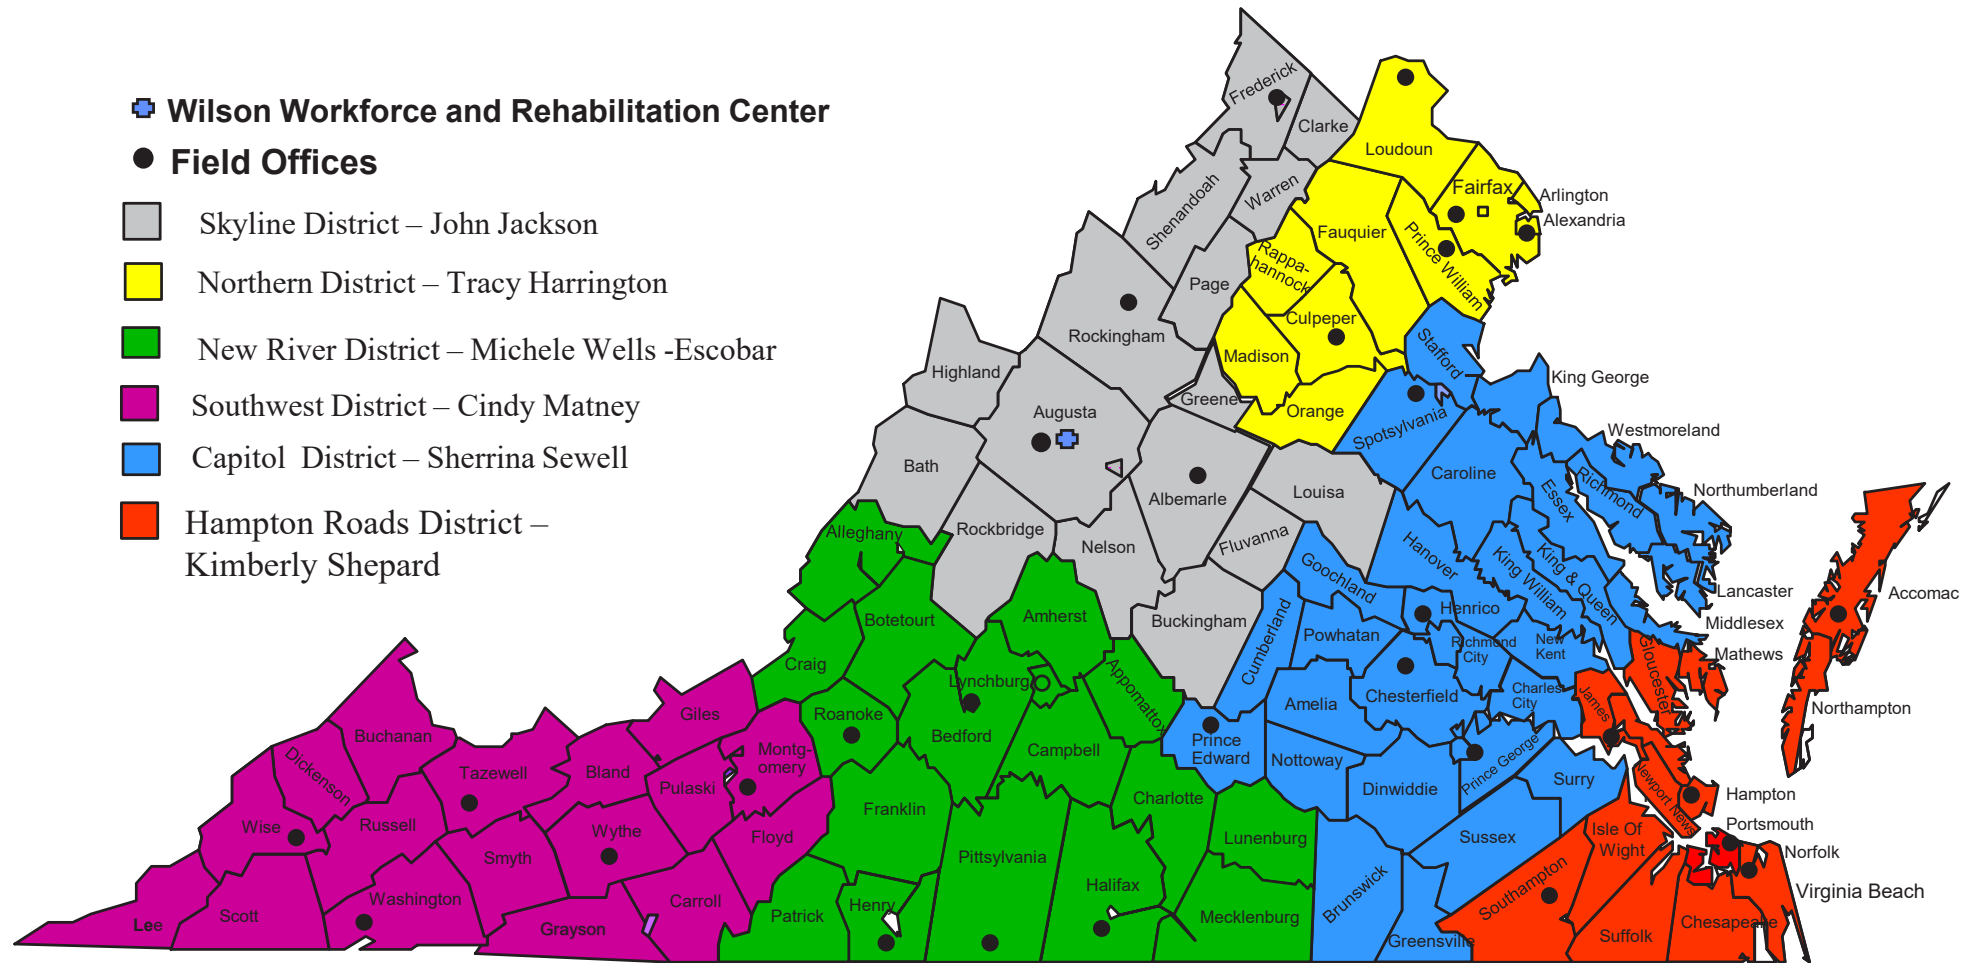 Wilson Workforce and Rehabilitation Center
Field Offices
Skyline District – John Jackson
Northern District – Tracy Harrington
New River District – Michele Wells -Escobar
Southwest District – Cindy Matney
Capitol  District – Sherrina Sewell
Hampton Roads District –
Kimberly Shepard
Frederick
Clarke
Loudoun
Shenandoah
Warren
Fairfax
Arlington
Alexandria
Fauquier
Prince William
Rappa-
hannock
Page
Rockingham
Culpeper
Madison
Stafford
Highland
Greene
Orange
King George
Augusta
Spotsylvania
Westmoreland
Bath
Caroline
Albemarle
Louisa
Essex
Richmond
Northumberland
Alleghany
Rockbridge
Nelson
Fluvanna
Hanover
King William
King & Queen
Goochland
Lancaster
Accomac
Botetourt
Amherst
Buckingham
Cumberland
Powhatan
Henrico
Richmond
City
New
Kent
Middlesex
Mathews
Gloucester
Craig
Lynchburg
Appomattox
Amelia
Chesterfield
Charles
City
James
Northampton
Giles
Roanoke
Bedford
Campbell
Prince
Edward
Nottoway
Prince George
Surry
Newport News
Buchanan
Dickenson
Tazewell
Bland
Pulaski
Montg-
omery
Franklin
Charlotte
Dinwiddie
Hampton
Wise
Russell
Wythe
Floyd
Lunenburg
Sussex
Isle Of
Wight
Portsmouth
Norfolk
Smyth
Pittsylvania
Halifax
Brunswick
Southampton
Virginia Beach
Lee
Scott
Washington
Grayson
Carroll
Patrick
Henry
Mecklenburg
Greensville
Suffolk
Chesapeake